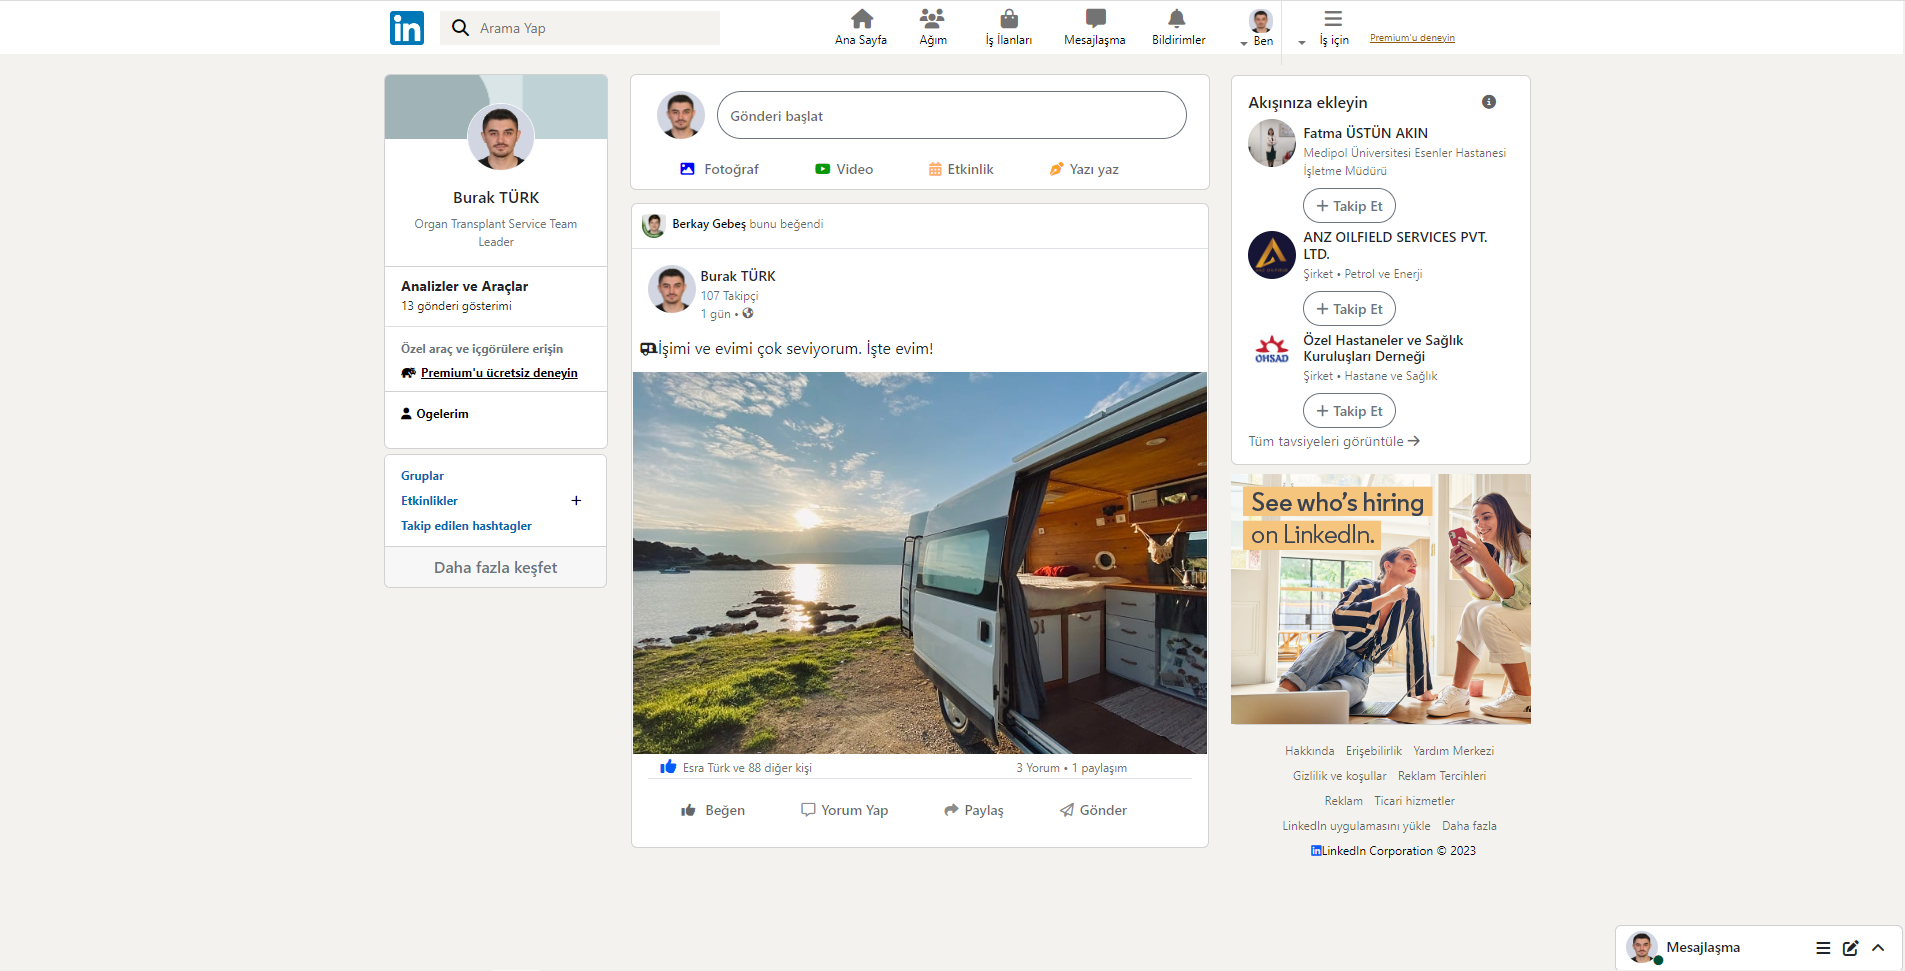 in
Arama Yap
Ana Sayfa
Ağım
İş İlanları
Mesajlaşma
Bildirimler
Ben
İş için
Premium'u deneyin
Burak TÜRK
Organ Transplant Service Team
Leader
Analizler ve Araçlar
13 gönderi gösterimi
Özel araç ve içgörülere erişin
Premium'u ücretsiz deneyin
Ogelerim
Gruplar
Etkinlikler
+
Takip edilen hashtagler
Daha fazla keşfet
Gönderi başlat
Fotoğraf
Video
Etkinlik
Yazı yaz
Berkay Gebeş bunu beğendi
Burak TÜRK
107 Takipçi
1 gün •
İşimi ve evimi çok seviyorum. İşte evim!
Esra Türk ve 88 diğer kişi
3 Yorum • 1 paylaşım
Beğen
Yorum Yap
Paylaş
Gönder
Akışınıza ekleyin
Fatma ÜSTÜN AKIN
Medipol Üniversitesi Esenler Hastanesi
İşletme Müdürü
+ Takip Et
ANZ OILFIELD SERVICES PVT.
LTD.
Şirket • Petrol ve Enerji
+ Takip Et
OHSAD
Özel Hastaneler ve Sağlık
Kuruluşları Derneği
Şirket • Hastane ve Sağlık
+ Takip Et
Tüm tavsiyeleri görüntüle →
See who's hiring
on LinkedIn.
Hakkında Erişebilirlik Yardım Merkezi
Gizlilik ve koşullar Reklam Tercihleri
Reklam Ticari hizmetler
LinkedIn uygulamasını yükle Daha fazla
in LinkedIn Corporation © 2023
Mesajlaşma